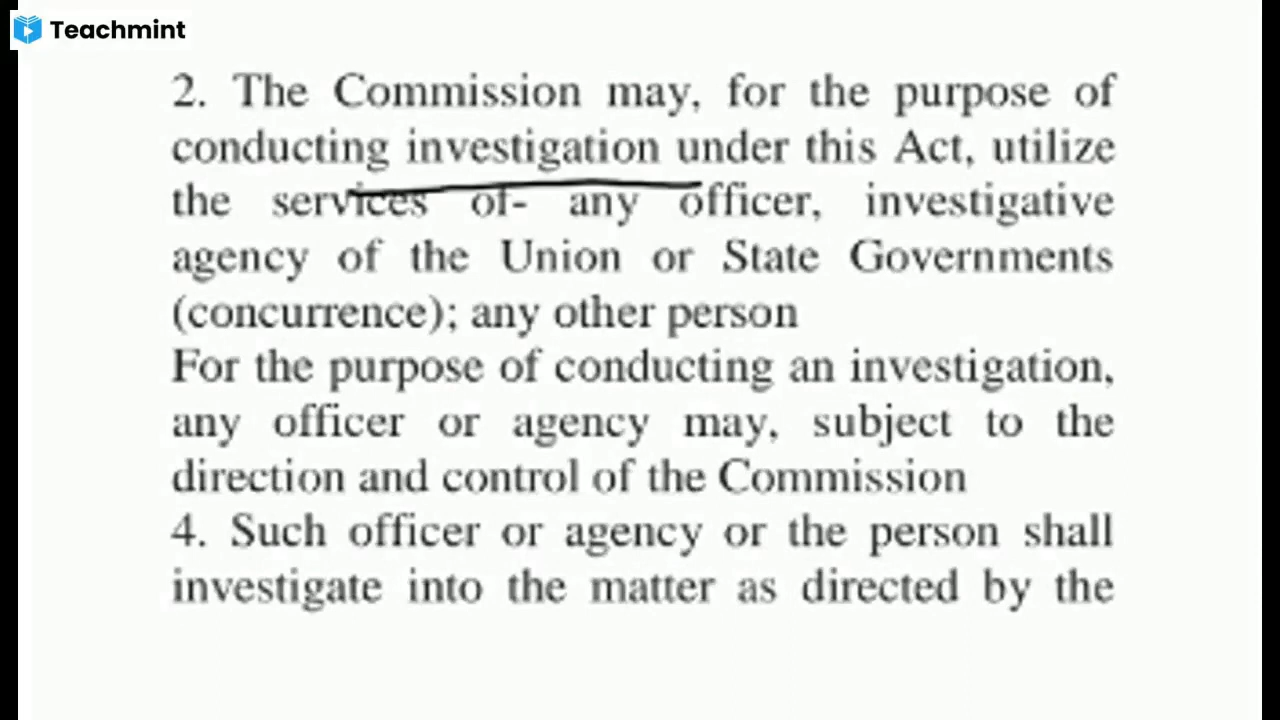 Teachmint
2. The Commission may, for the purpose of
conducting investigation under this Act, utilize
the services of- any officer, investigative
agency of the Union or State Governments
(concurrence); any other person
For the purpose of conducting an investigation,
any officer or agency may, subject to the
direction and control of the Commission
4. Such officer or agency or the person shall
investigate into the matter as directed by the